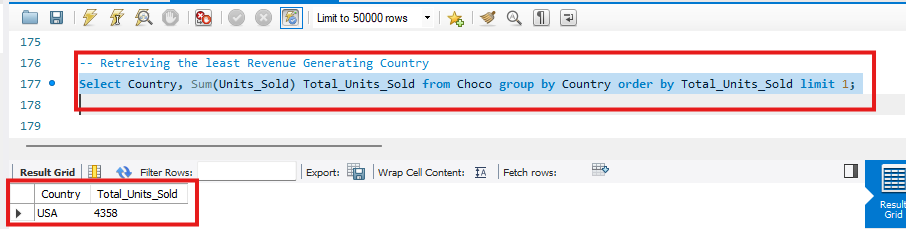 Limit to 50000 rows
175
176 -- Retreiving the least Revenue Generating Country
177 Select Country, Sum(Units_Sold) Total_Units_Sold from Choco group by Country order by Total_Units_Sold limit 1;
178
179
Result Grid Filter Rows: Export: Wrap Cell Content: IA Fetch rows:
Country Total_Units_Sold
USA 4358
Result
Grid